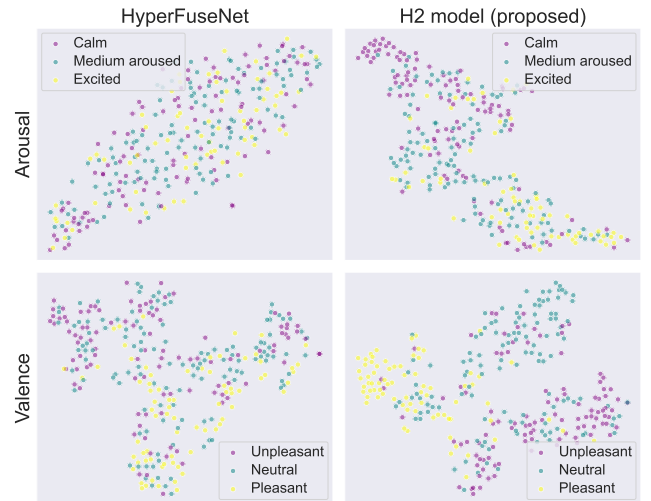 HyperFuseNet
H2 model (proposed)
Arousal
Calm
Medium aroused
Excited
Calm
Medium aroused
Excited
Valence
Unpleasant
Neutral
Pleasant
Unpleasant
Neutral
Pleasant